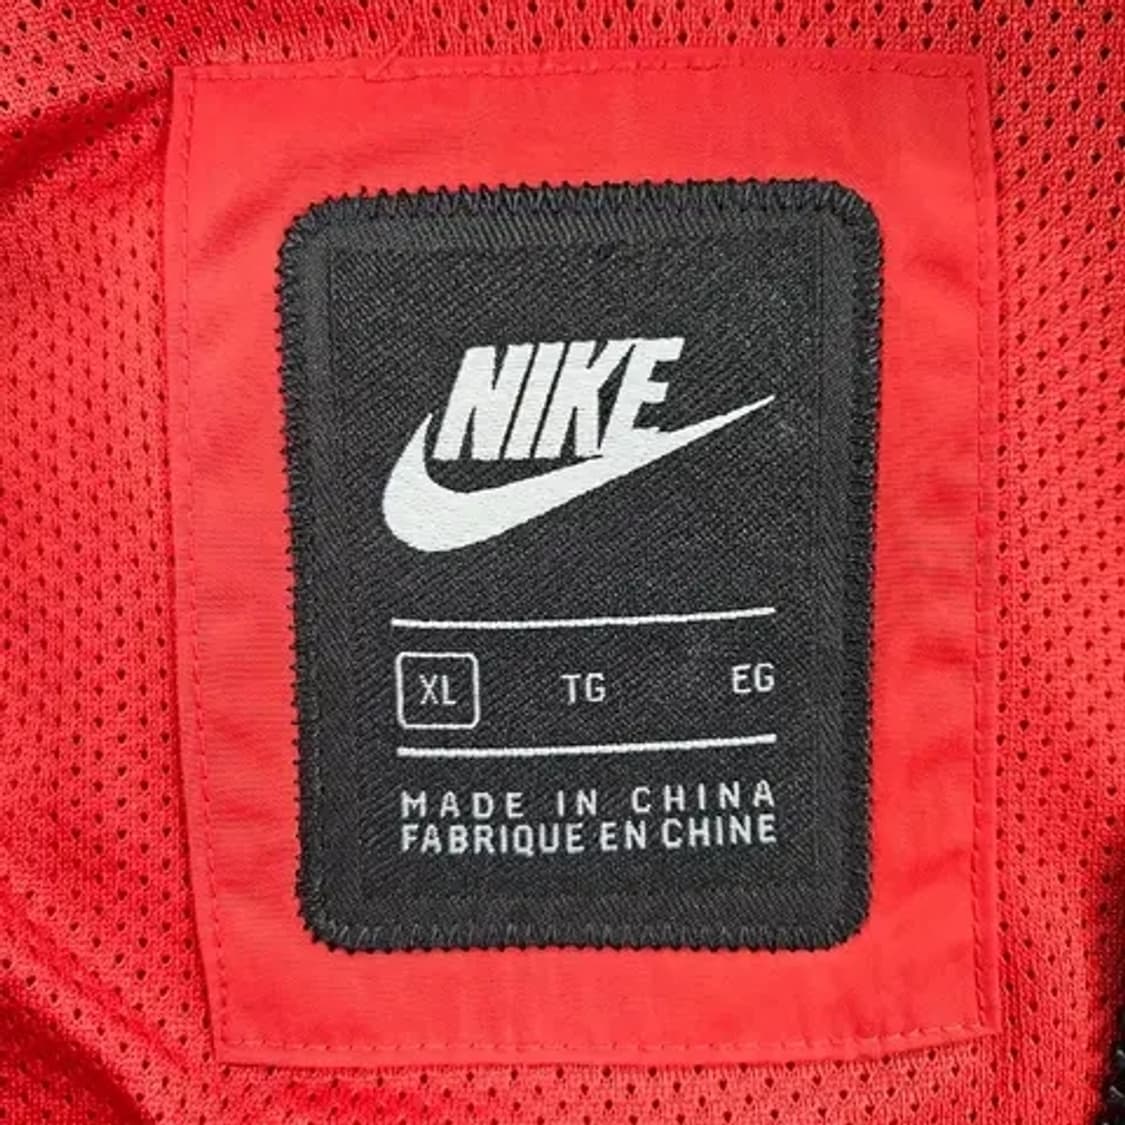 NIKE
XL TG EG
MADE IN CHINA
FABRIQUE EN CHINE